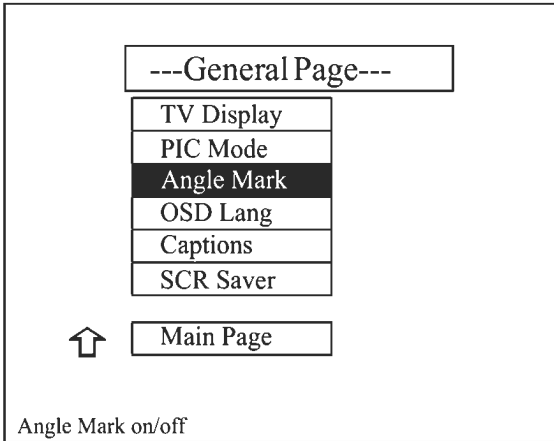 ---General Page---
TV Display
PIC Mode
Angle Mark
OSD Lang
Captions
SCR Saver
Main Page
Angle Mark on/off